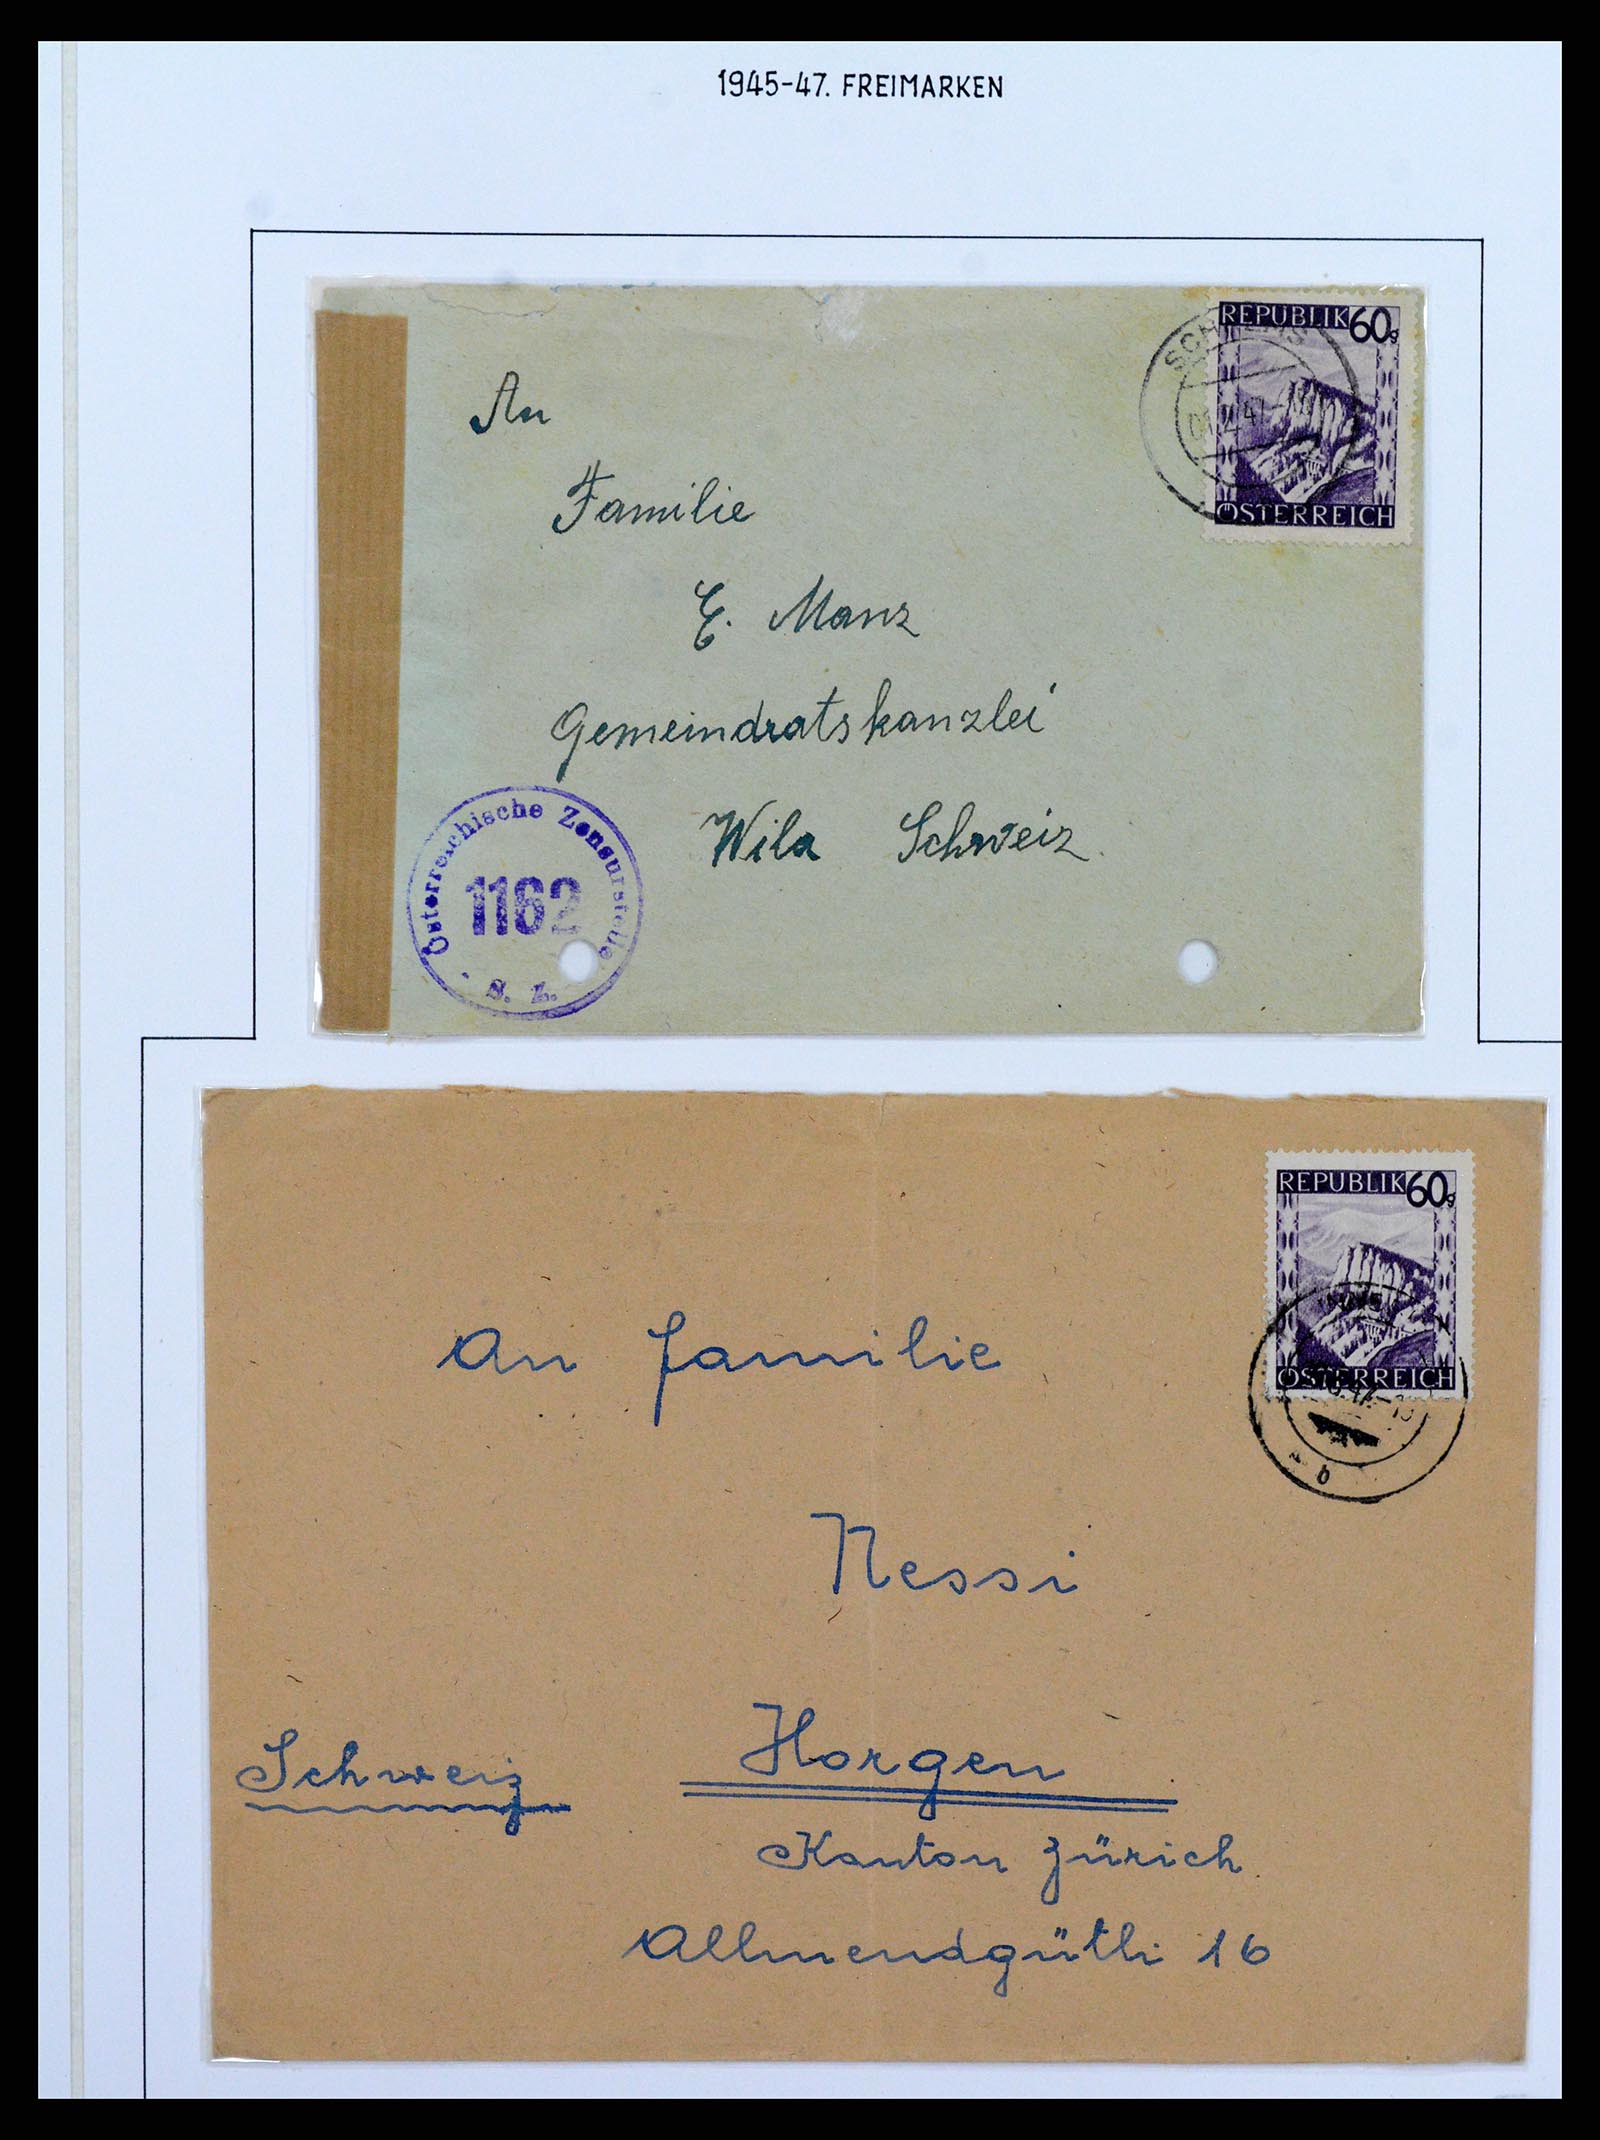 1945-47. FREIMARKEN
REPUBLIK 60g
ÖSTERREICH
An
Familie
E. Manz
Gemeindratskanzlei
Wila Schweiz.
Österreichische Zensurstelle
1162
S. Z.
REPUBLIK 60g
ÖSTERREICH
b
An Familie
Nessi
Horgen
Schweiz
Kanton Zürich.
Allmendgütli 16